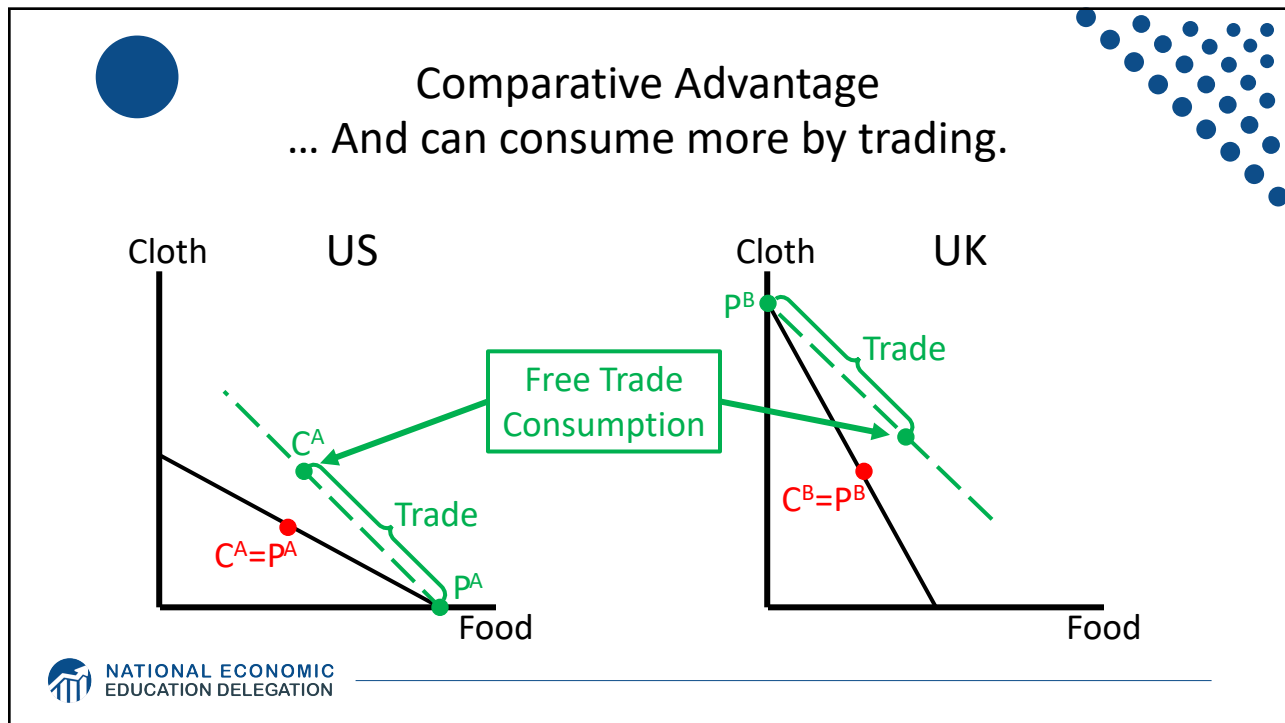 Comparative Advantage
… And can consume more by trading.
Cloth
US
Cloth
UK
P^B
Trade
Free Trade
Consumption
C^A
C^B=P^B
Trade
C^A=P^A
P^A
Food
Food
NATIONAL ECONOMIC
EDUCATION DELEGATION